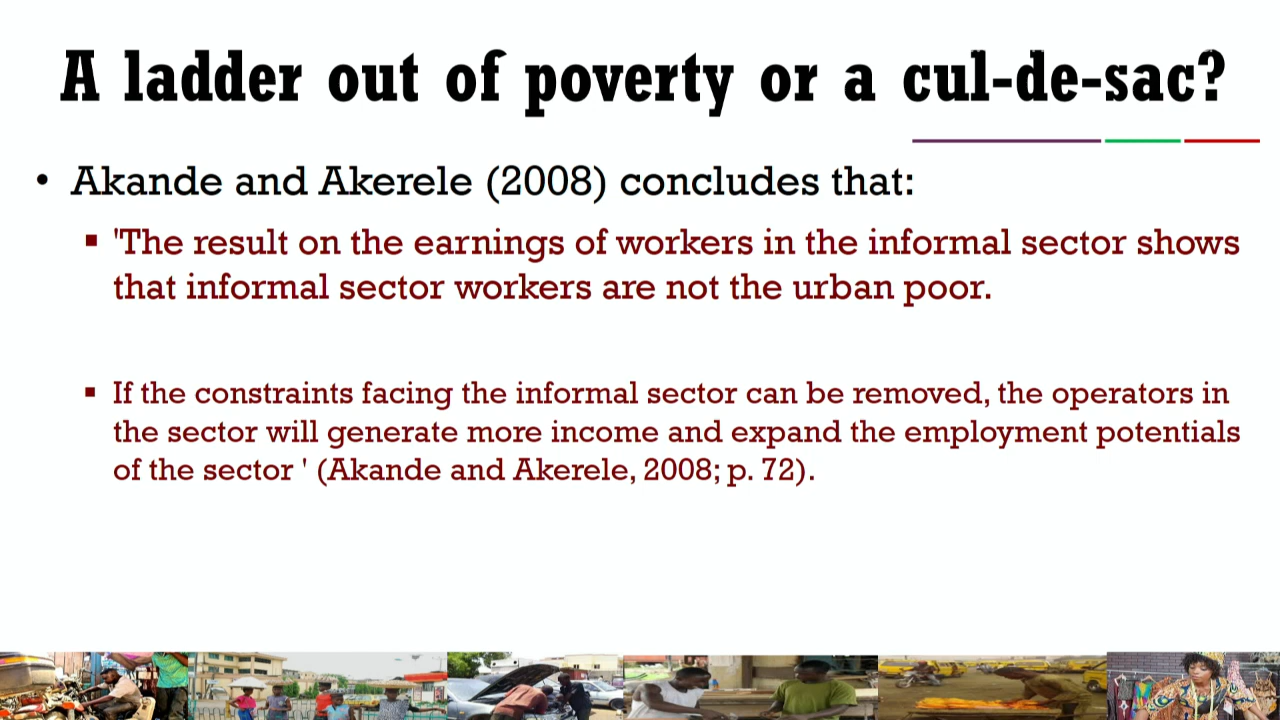 A ladder out of poverty or a cul-de-sac?
• Akande and Akerele (2008) concludes that:
▪ 'The result on the earnings of workers in the informal sector shows
that informal sector workers are not the urban poor.
▪ If the constraints facing the informal sector can be removed, the operators in
the sector will generate more income and expand the employment potentials
of the sector ' (Akande and Akerele, 2008; p. 72).